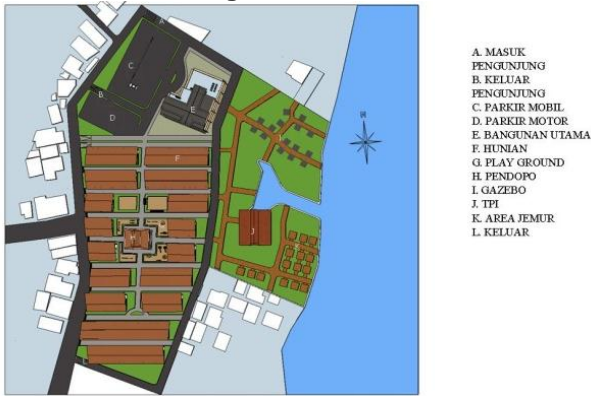 A
C
B
D
E
F
H
J
N
A. MASUK
PENGUNJUNG
B. KELUAR
PENGUNJUNG
C. PARKIR MOBIL
D. PARKIR MOTOR
E. BANGUNAN UTAMA
F. HUNIAN
G. PLAY GROUND
H. PENDOPO
I. GAZEBO
J. TPI
K. AREA JEMUR
L. KELUAR